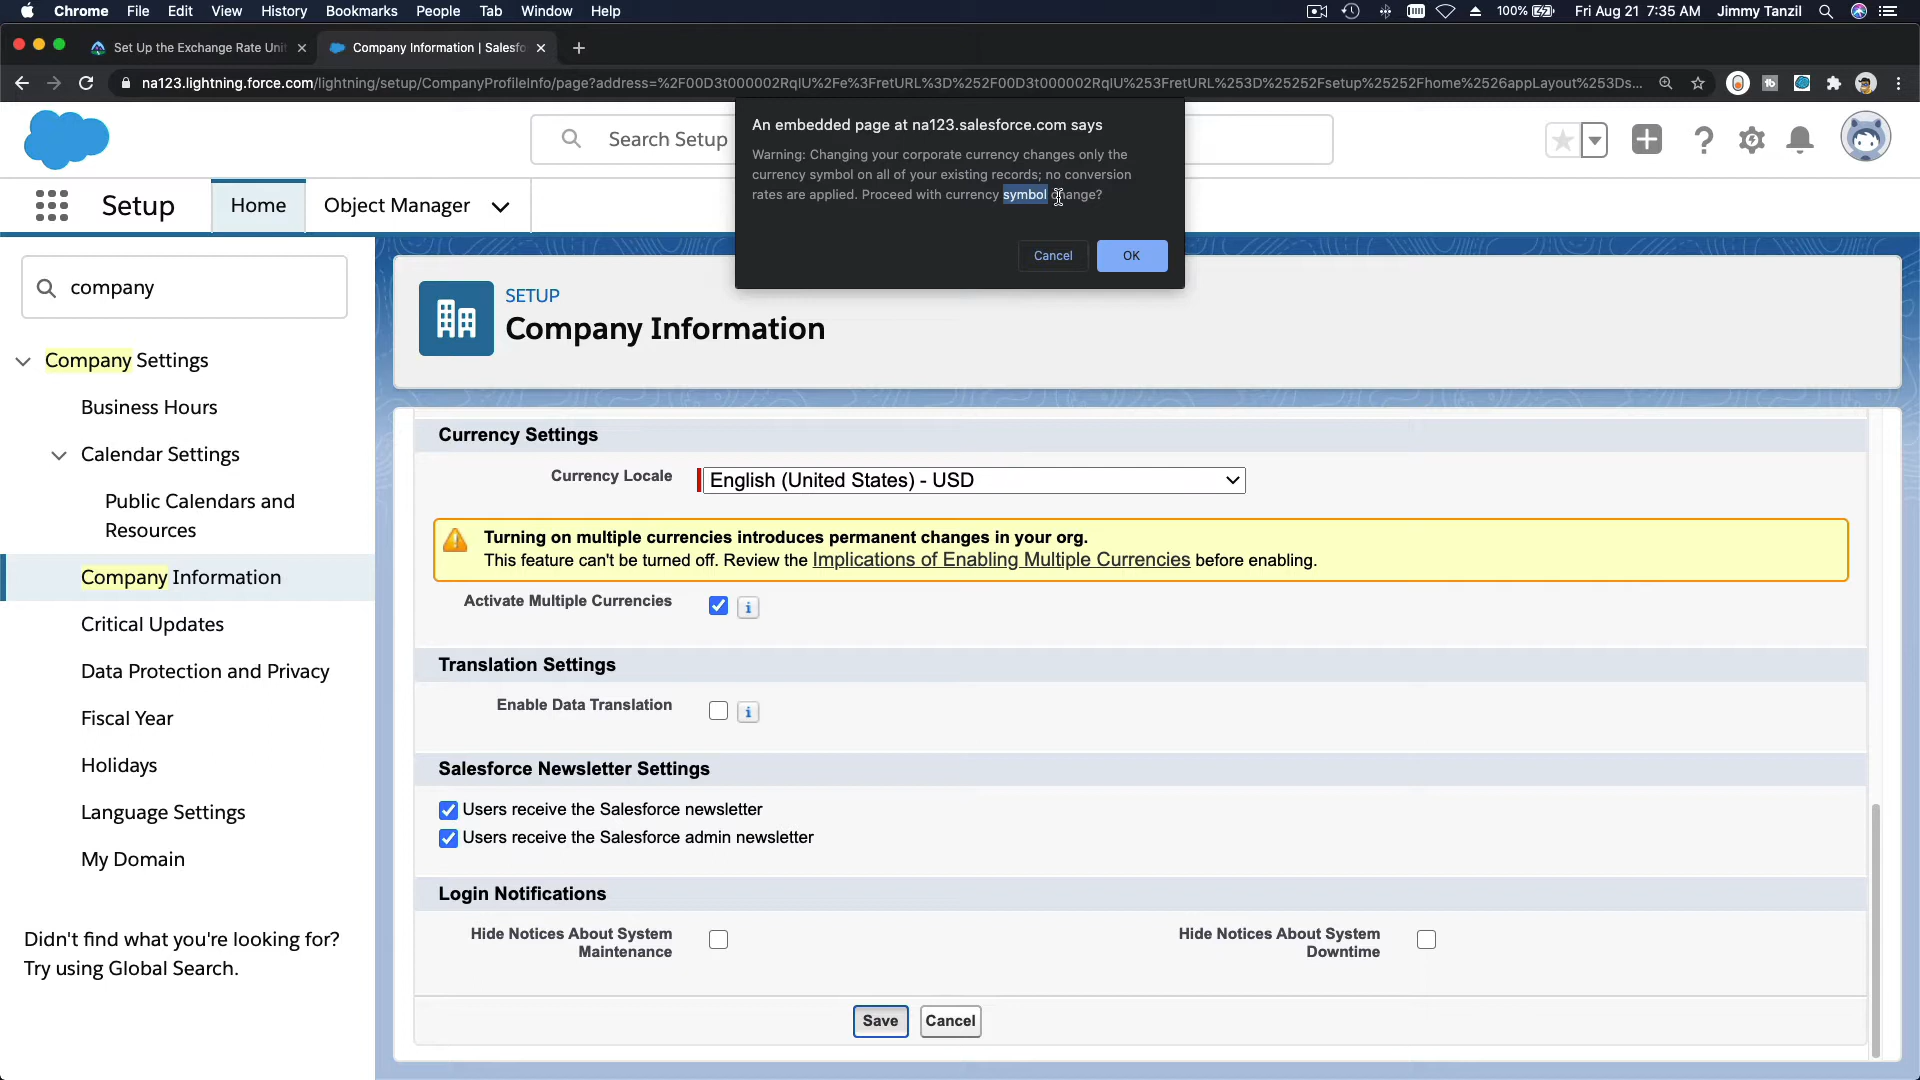 Chrome File Edit View History Bookmarks People Tab Window Help 100% Fri Aug 21 7:35 AM Jimmy Tanzil
Set Up the Exchange Rate Uni
Company Information | Salesfo
na123.lightning.force.com/lightning/setup/CompanyProfileInfo/page?address=%2F00D3t000002RqlU%2Fe%3FretURL%3D%252F00D3t000002RqlU%253FretURL%253D%25252Fsetup%25252Fhome%2526appLayout%253Ds...
An embedded page at na123.salesforce.com says
Warning: Changing your corporate currency changes only the
currency symbol on all of your existing records; no conversion
rates are applied. Proceed with currency symbol change?
Cancel OK
Search Setup
Setup Home Object Manager
company
Company Settings
Business Hours
Calendar Settings
Public Calendars and
Resources
Company Information
Critical Updates
Data Protection and Privacy
Fiscal Year
Holidays
Language Settings
My Domain
Didn't find what you're looking for?
Try using Global Search.
SETUP
Company Information
Currency Settings
Currency Locale English (United States) - USD
Turning on multiple currencies introduces permanent changes in your org.
This feature can't be turned off. Review the Implications of Enabling Multiple Currencies before enabling.
Activate Multiple Currencies
Translation Settings
Enable Data Translation
Salesforce Newsletter Settings
Users receive the Salesforce newsletter
Users receive the Salesforce admin newsletter
Login Notifications
Hide Notices About System
Maintenance
Hide Notices About System
Downtime
Save Cancel